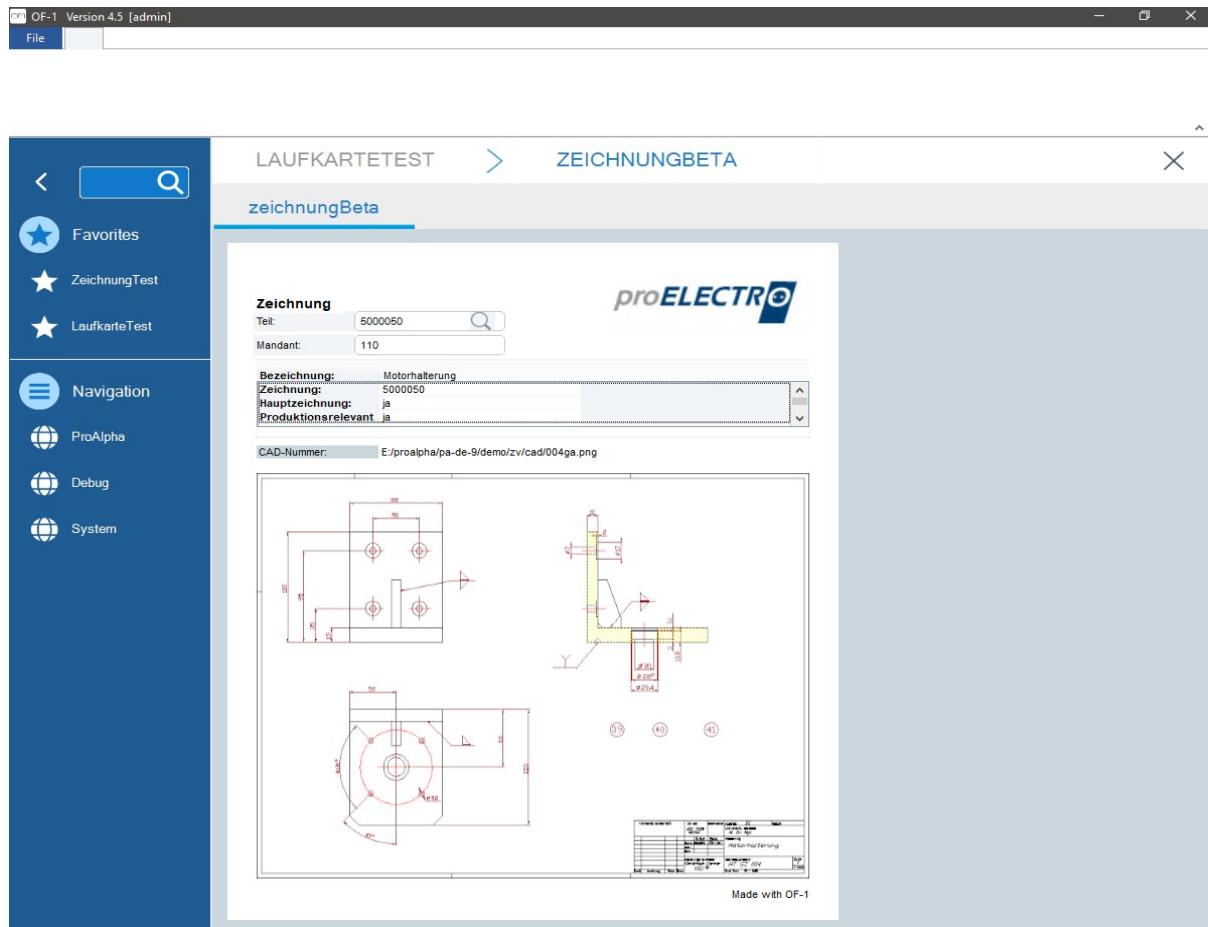 OF-1 Version 4.5 [admin]
File
LAUFKARTETEST
ZEICHNUNGBETA
zeichnungBeta
Favorites
ZeichnungTest
LaufkarteTest
Navigation
ProAlpha
Debug
System
proELECTRO
Zeichnung
Teil: 5000050
Mandant: 110
Bezeichnung: Motorhalterung
Zeichnung: 5000050
Hauptzeichnung: ja
Produktionsrelevant ja
CAD-Nummer: E:/proalpha/pa-de-9/demo/zv/cad/004ga.png
Y
39 40 41
Motorhalterung
Made with OF-1